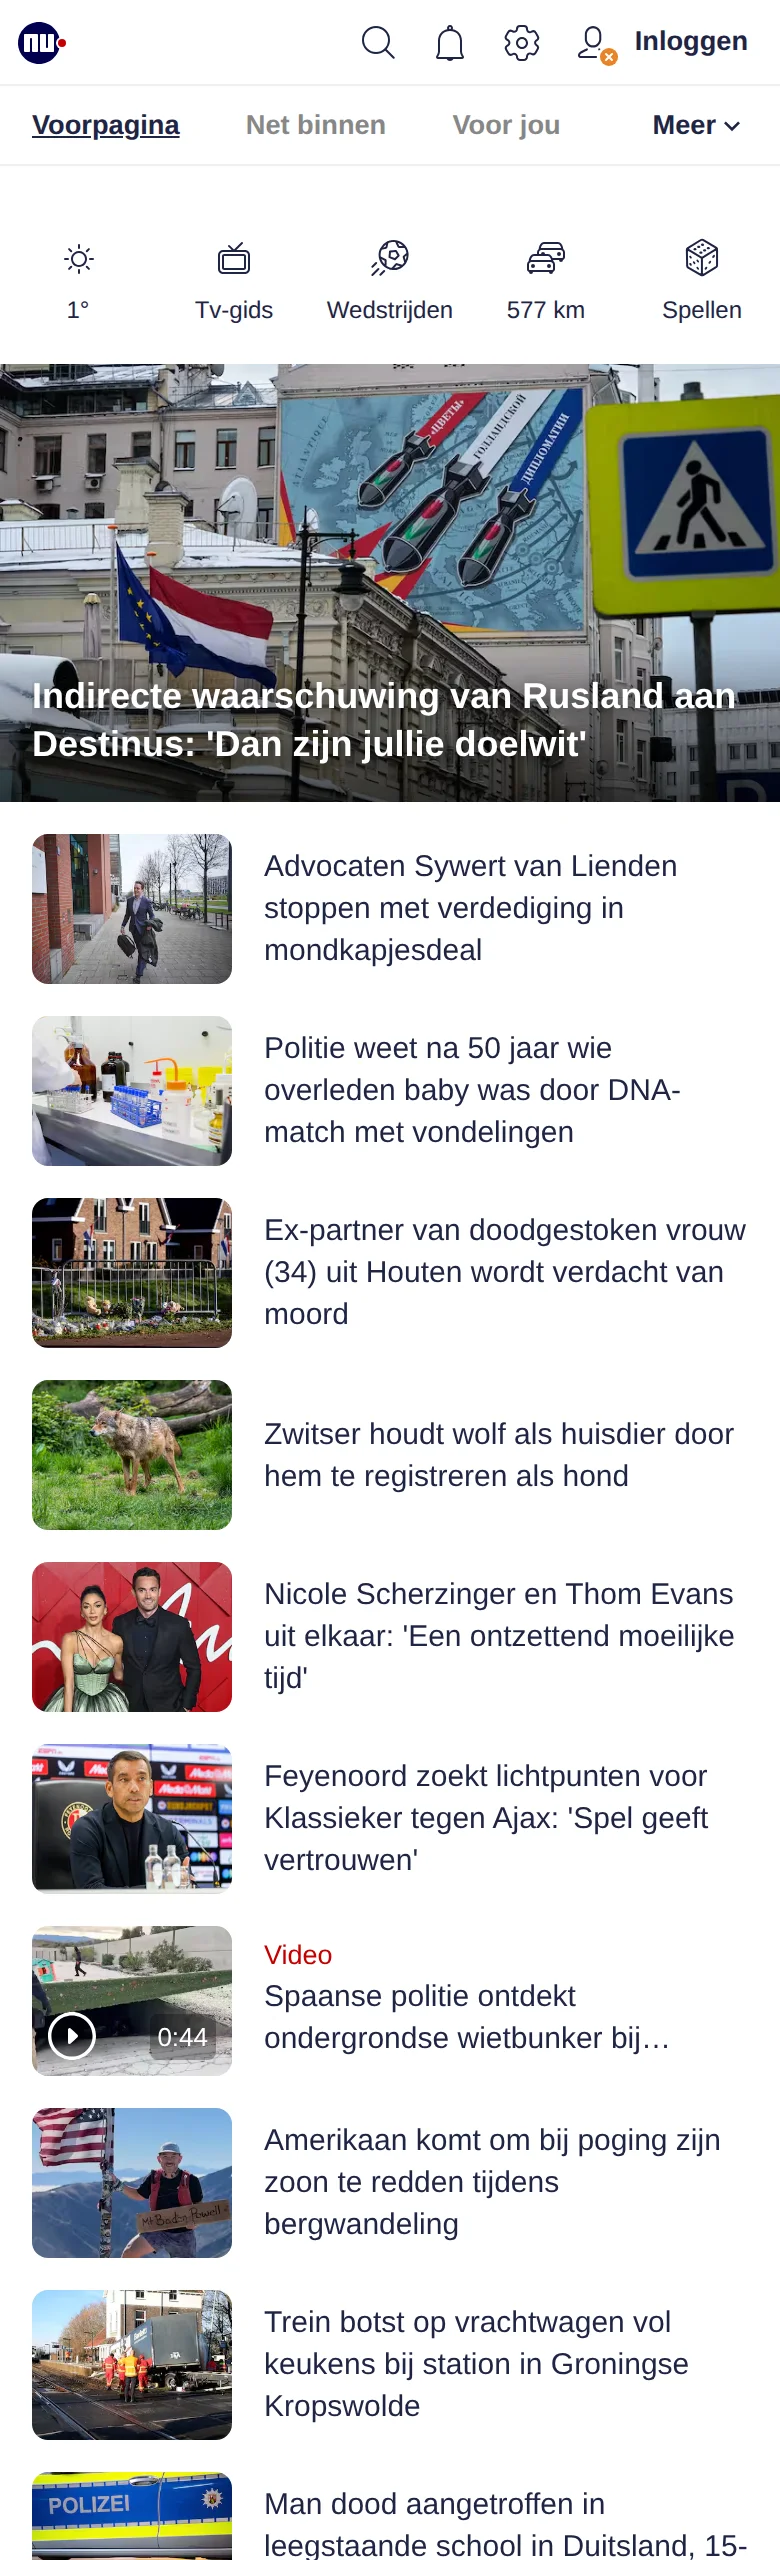 nu
Inloggen
Voorpagina
Net binnen
Voor jou
Meer
1°
Tv-gids
Wedstrijden
577 km
Spellen
«ЦВЕТЫ»
ГОЛЛАНДСКОЙ
ДИПЛОМАТИИ
Indirecte waarschuwing van Rusland aan
Destinus: 'Dan zijn jullie doelwit'
Advocaten Sywert van Lienden
stoppen met verdediging in
mondkapjesdeal
Politie weet na 50 jaar wie
overleden baby was door DNA-
match met vondelingen
Ex-partner van doodgestoken vrouw
(34) uit Houten wordt verdacht van
moord
Zwitser houdt wolf als huisdier door
hem te registreren als hond
Nicole Scherzinger en Thom Evans
uit elkaar: 'Een ontzettend moeilijke
tijd'
Feyenoord zoekt lichtpunten voor
Klassieker tegen Ajax: 'Spel geeft
vertrouwen'
MediaMarkt
Video
Spaanse politie ontdekt
ondergrondse wietbunker bij…
0:44
Amerikaan komt om bij poging zijn
zoon te redden tijdens
bergwandeling
Mt Baden-Powell
Trein botst op vrachtwagen vol
keukens bij station in Groningse
Kropswolde
POLIZEI
Man dood aangetroffen in
leegstaande school in Duitsland, 15-